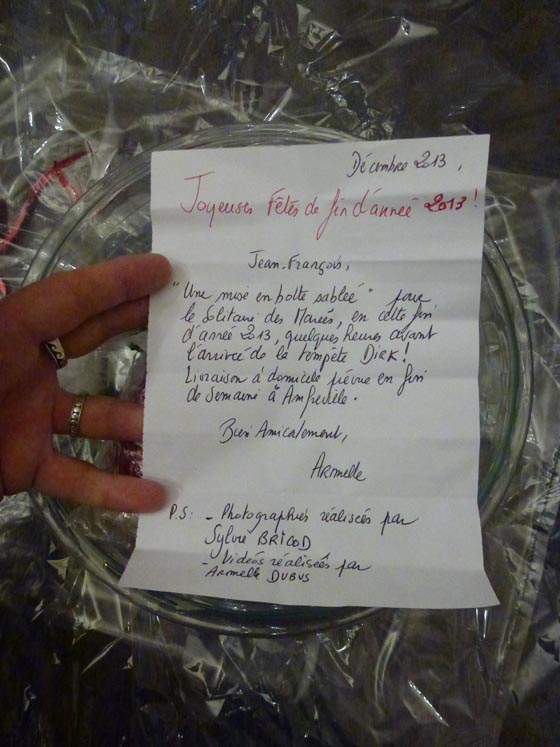 Décembre 2013,
Joyeuses Fêtes de fin d'année 2013 !
Jean-François,
"Une mise en botte sablée" pour
le Solitaire des Marées, en cette fin
d'année 2013, quelques heures avant
l'arrivée de la tempête Dirk !
Livraison à domicile prévue en fin
de semaine à Amfreville.
Bien Amicalement,
Armelle
P.S: - Photographies réalisées par
Sylvie BRICOD
- Vidéos réalisées par
Armelle DUBUS